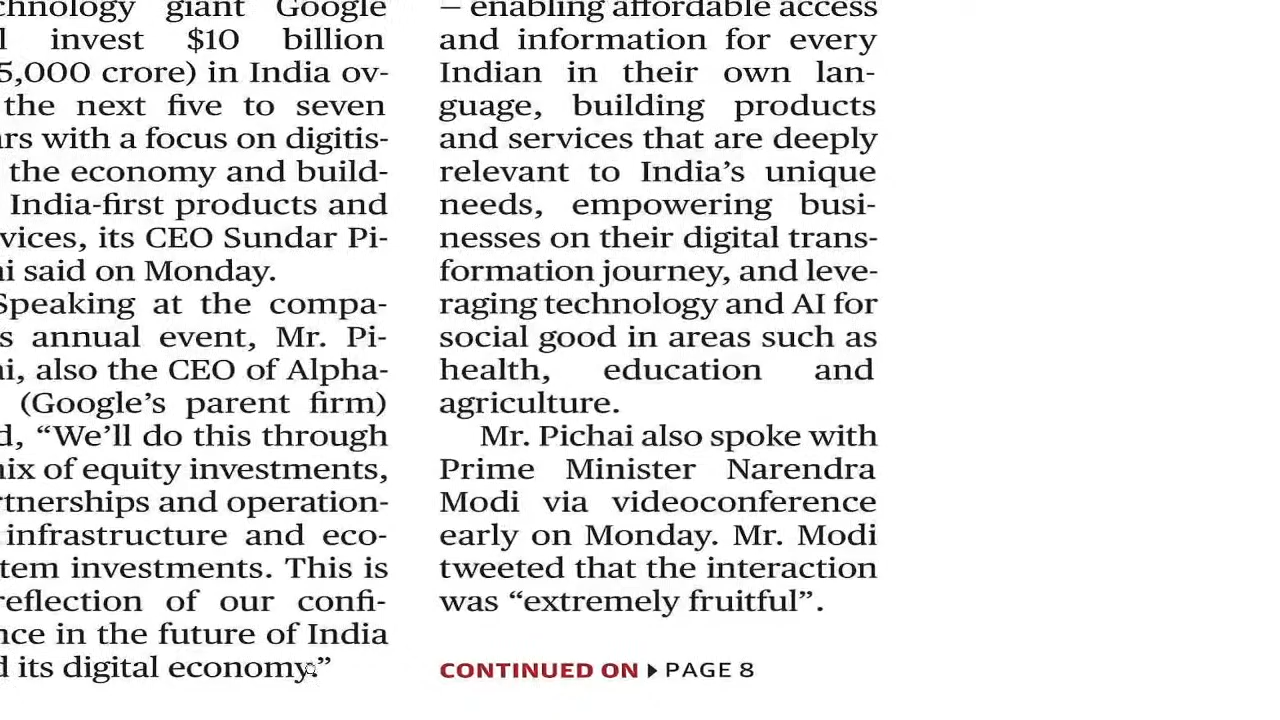 chnology giant Google
l invest $10 billion
5,000 crore) in India ov-
the next five to seven
ars with a focus on digitis-
the economy and build-
India-first products and
vices, its CEO Sundar Pi-
ai said on Monday.
Speaking at the compa-
s annual event, Mr. Pi-
ai, also the CEO of Alpha-
(Google’s parent firm)
d, “We’ll do this through
mix of equity investments,
rtnerships and operation-
infrastructure and eco-
tem investments. This is
reflection of our confi-
nce in the future of India
d its digital economy.”
— enabling affordable access
and information for every
Indian in their own lan-
guage, building products
and services that are deeply
relevant to India’s unique
needs, empowering busi-
nesses on their digital trans-
formation journey, and leve-
raging technology and AI for
social good in areas such as
health, education and
agriculture.
Mr. Pichai also spoke with
Prime Minister Narendra
Modi via videoconference
early on Monday. Mr. Modi
tweeted that the interaction
was “extremely fruitful”.
CONTINUED ON ▸ PAGE 8